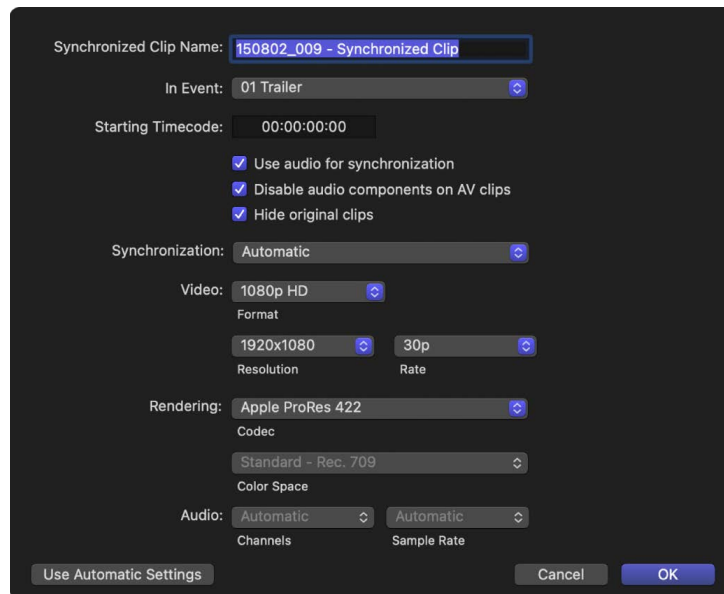 Synchronized Clip Name: 150802_009 - Synchronized Clip
In Event: 01 Trailer
Starting Timecode: 00:00:00:00
Use audio for synchronization
Disable audio components on AV clips
Hide original clips
Synchronization: Automatic
Video: 1080p HD
Format
1920x1080 30p
Resolution Rate
Rendering: Apple ProRes 422
Codec
Standard - Rec. 709
Color Space
Audio: Automatic Automatic
Channels Sample Rate
Use Automatic Settings Cancel OK